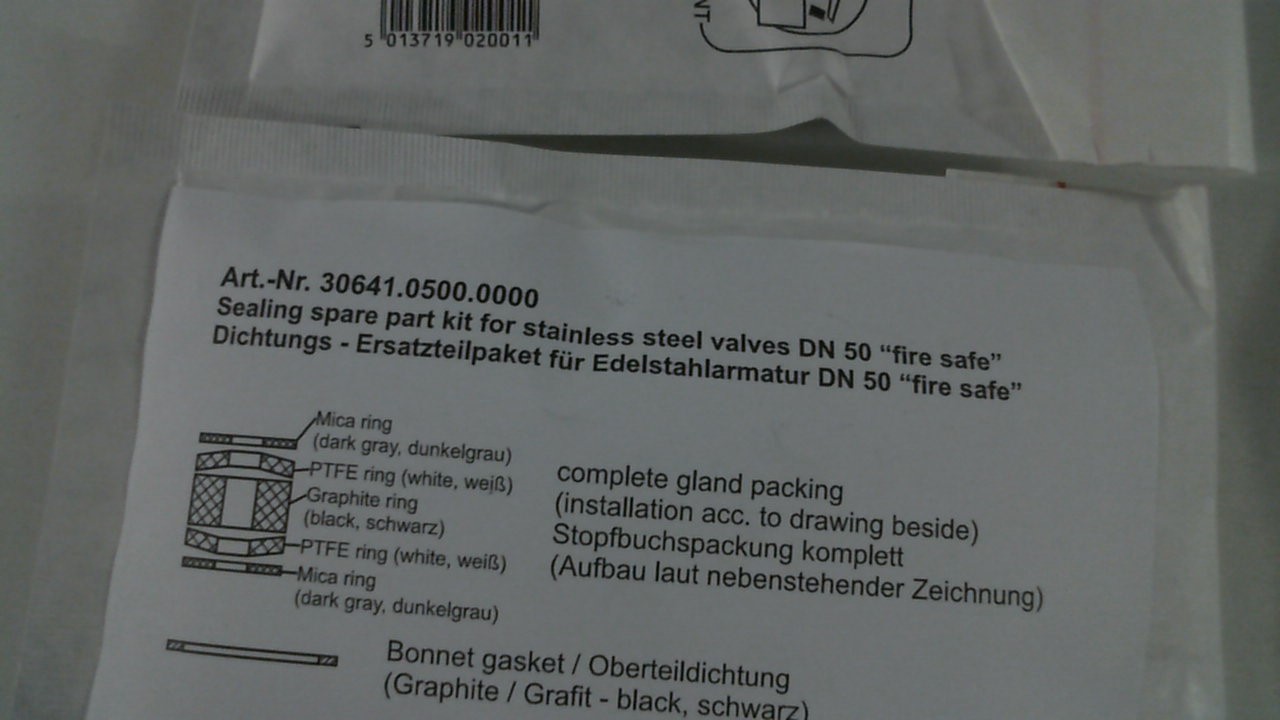 5 013719 020011
NT
Art.-Nr. 30641.0500.0000
Sealing spare part kit for stainless steel valves DN 50 “fire safe”
Dichtungs - Ersatzteilpaket für Edelstahlarmatur DN 50 “fire safe”
Mica ring
(dark gray, dunkelgrau)
PTFE ring (white, weiß)
Graphite ring
(black, schwarz)
PTFE ring (white, weiß)
Mica ring
(dark gray, dunkelgrau)
complete gland packing
(installation acc. to drawing beside)
Stopfbuchspackung komplett
(Aufbau laut nebenstehender Zeichnung)
Bonnet gasket / Oberteildichtung
(Graphite / Grafit - black, schwarz)